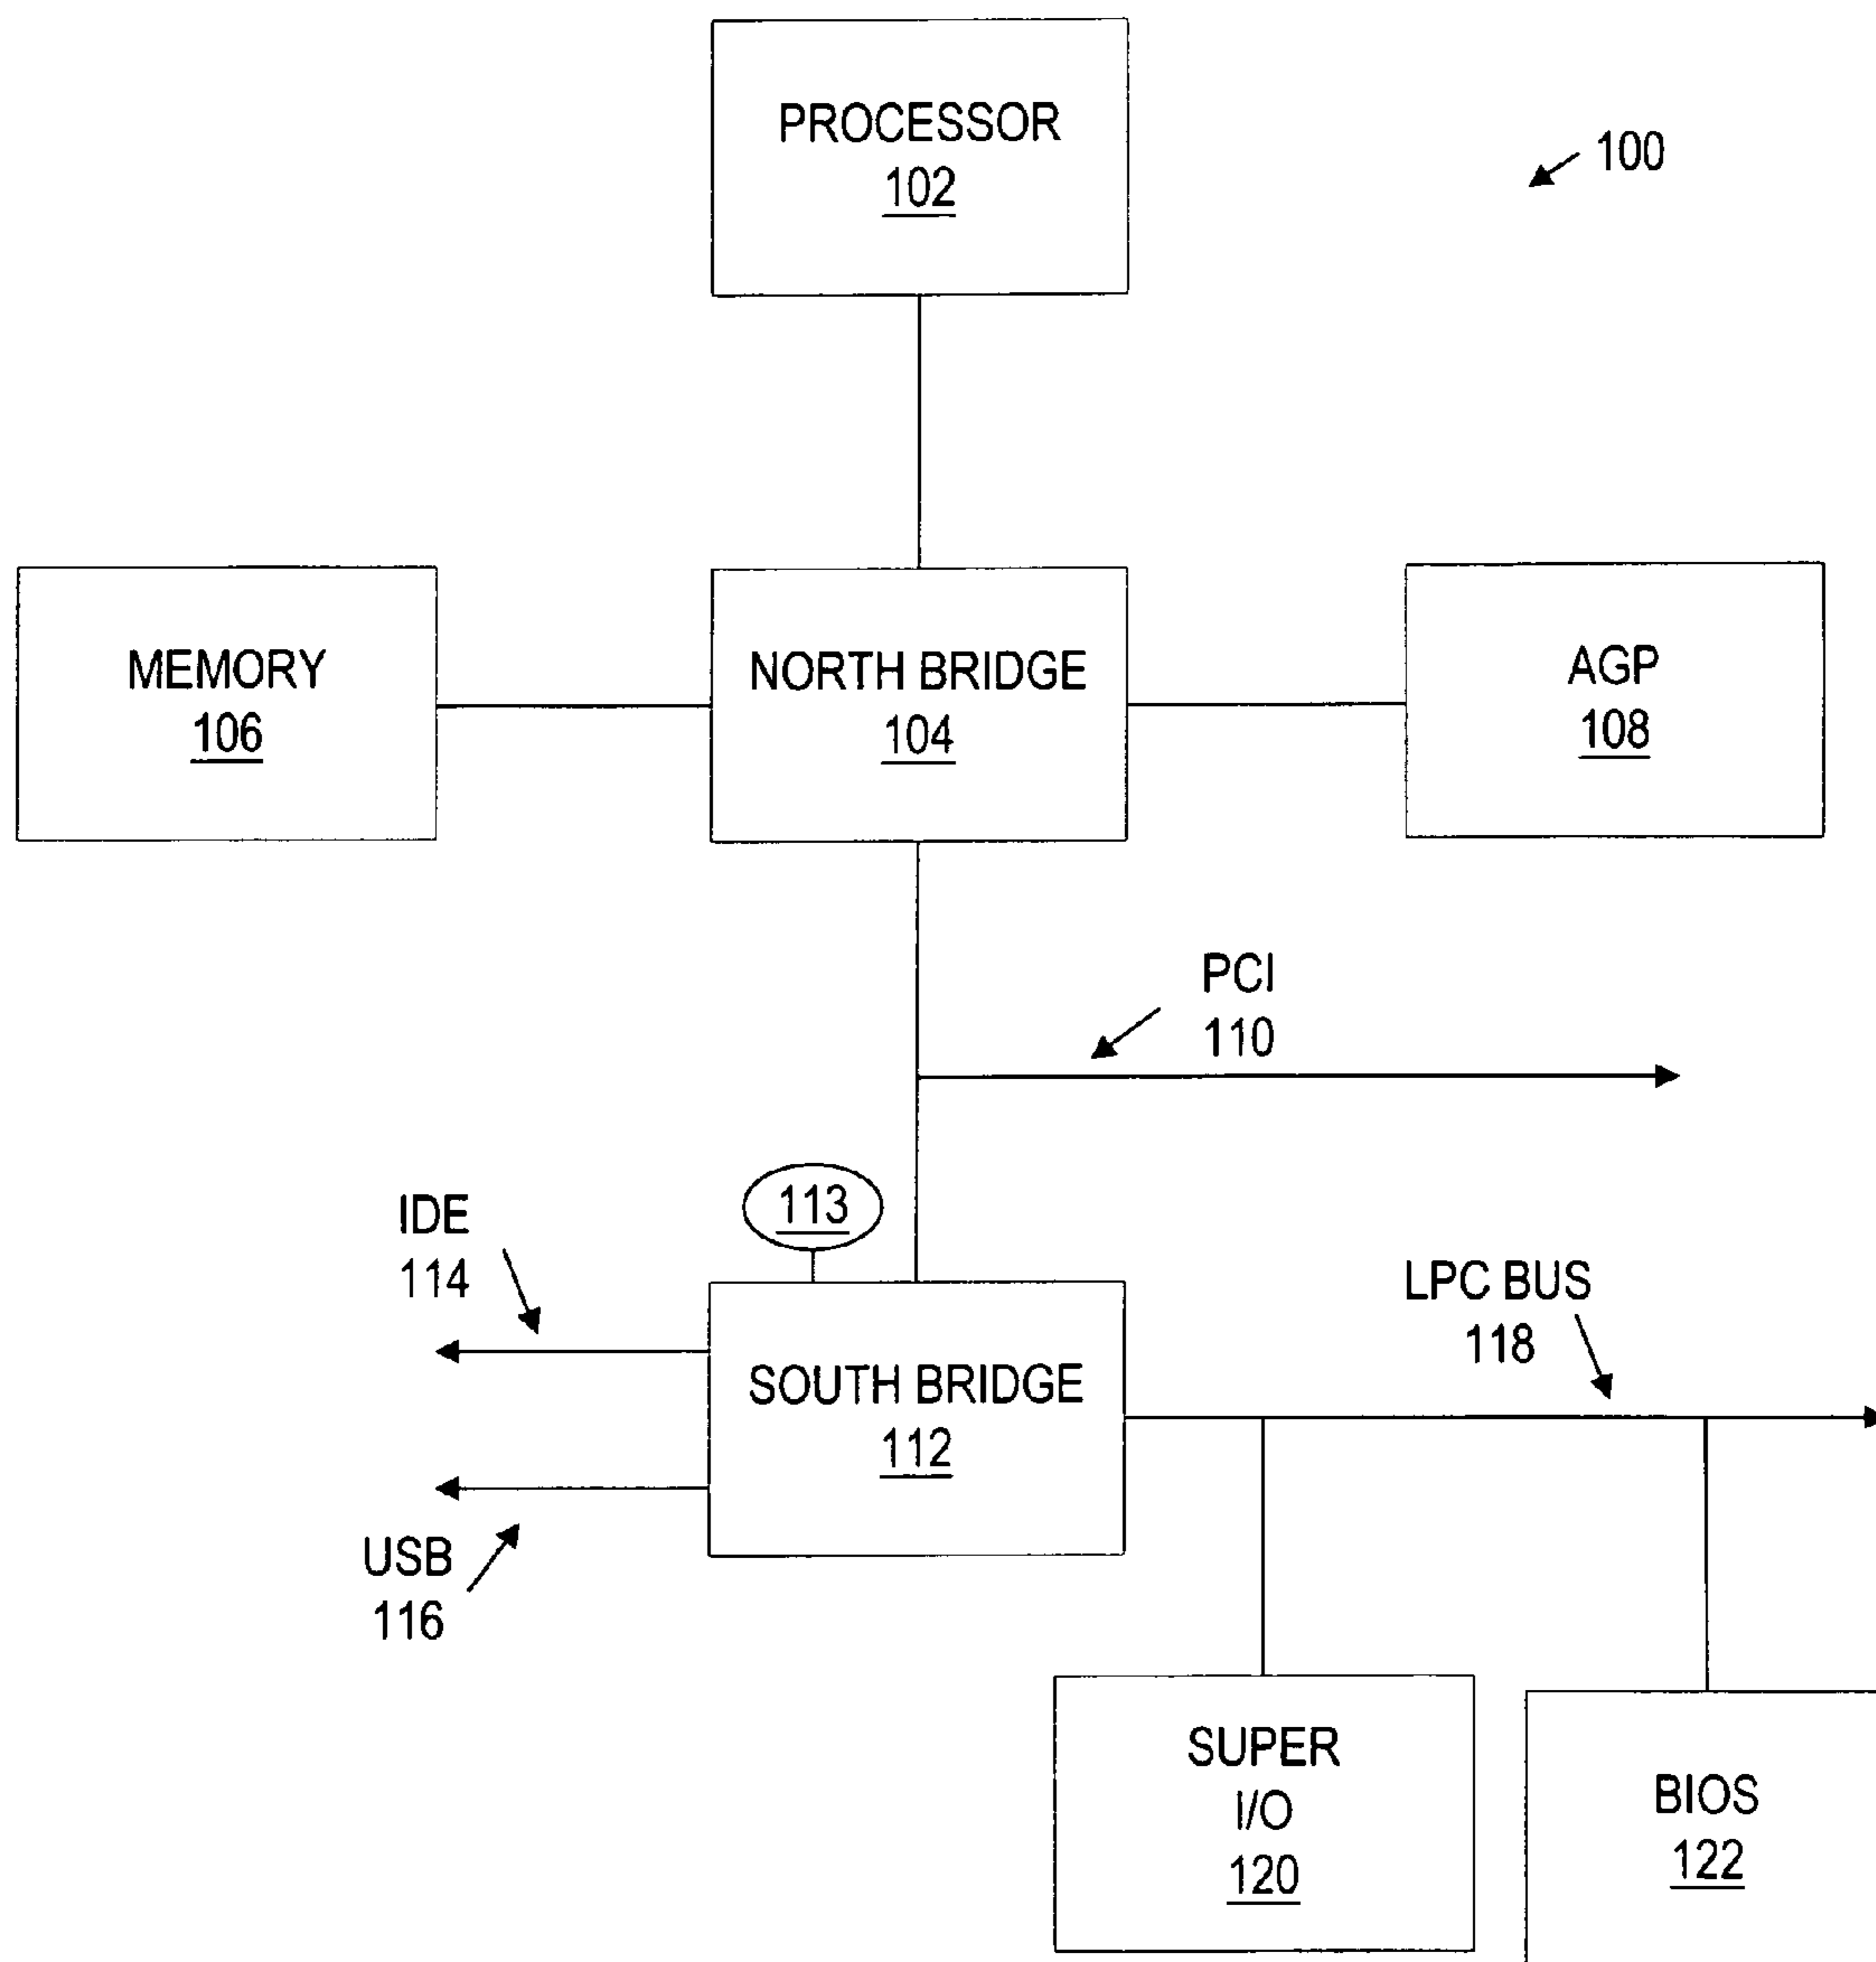 PROCESSOR
102
100
MEMORY
106
NORTH BRIDGE
104
AGP
108
PCI
110
113
IDE
114
LPC BUS
118
SOUTH BRIDGE
112
USB
116
SUPER
I/O
120
BIOS
122